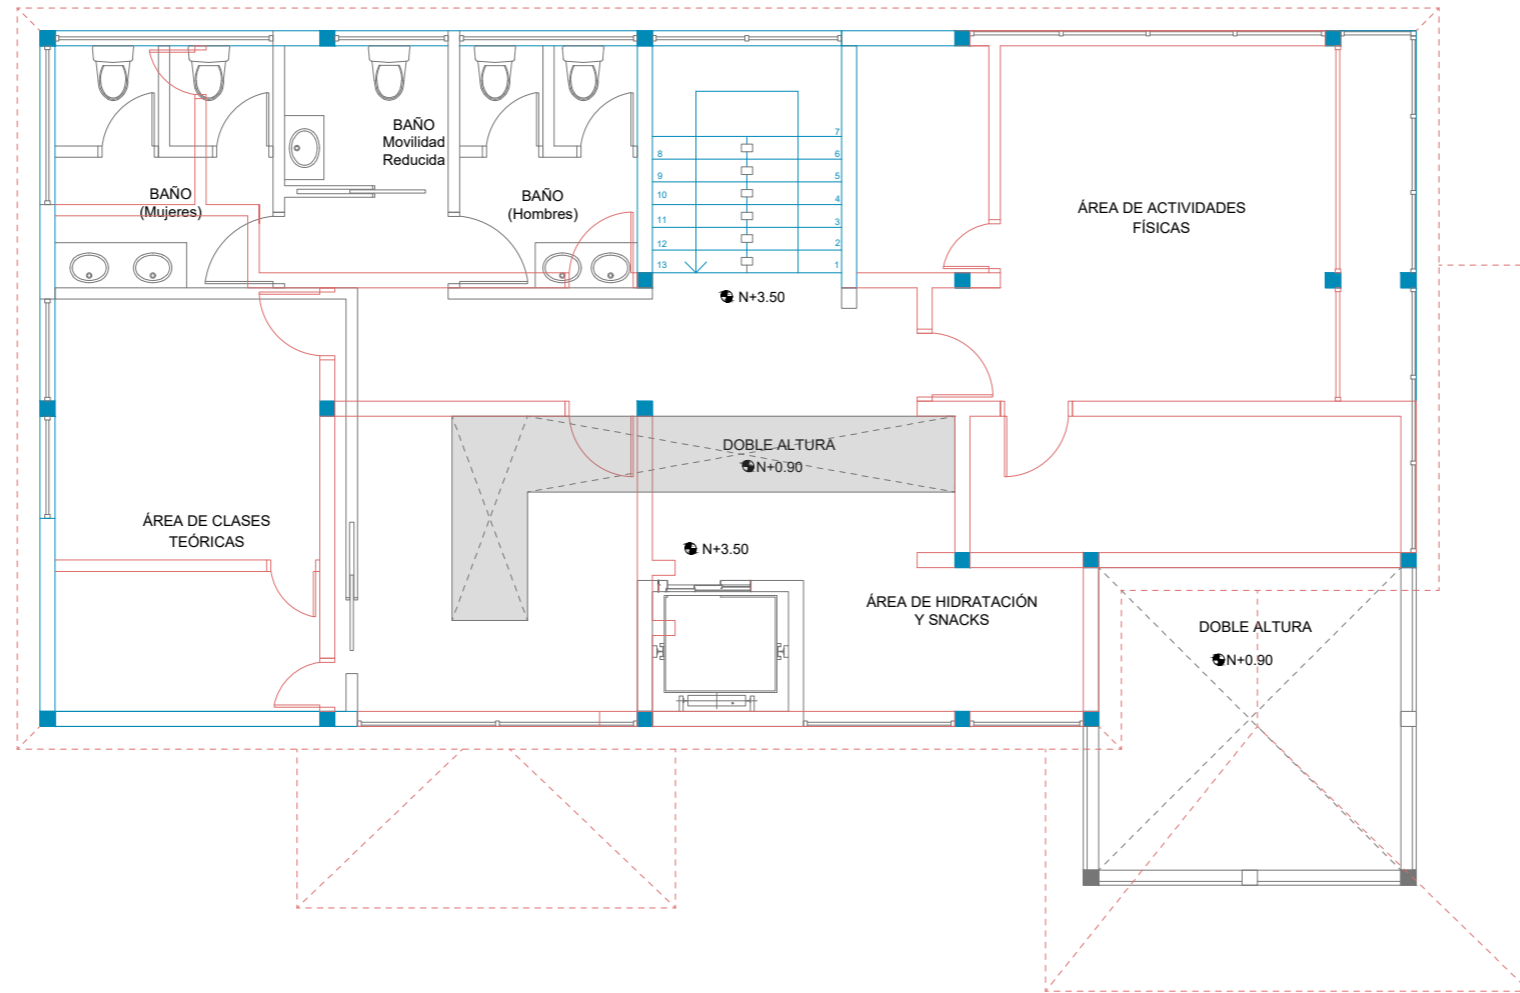 BAÑO
Movilidad
Reducida
BAÑO
(Mujeres)
BAÑO
(Hombres)
7
8
6
9
5
10
4
11
3
12
2
13
1
ÁREA DE ACTIVIDADES
FÍSICAS
N+3.50
DOBLE ALTURA
N+0.90
ÁREA DE CLASES
TEÓRICAS
N+3.50
ÁREA DE HIDRATACIÓN
Y SNACKS
DOBLE ALTURA
N+0.90